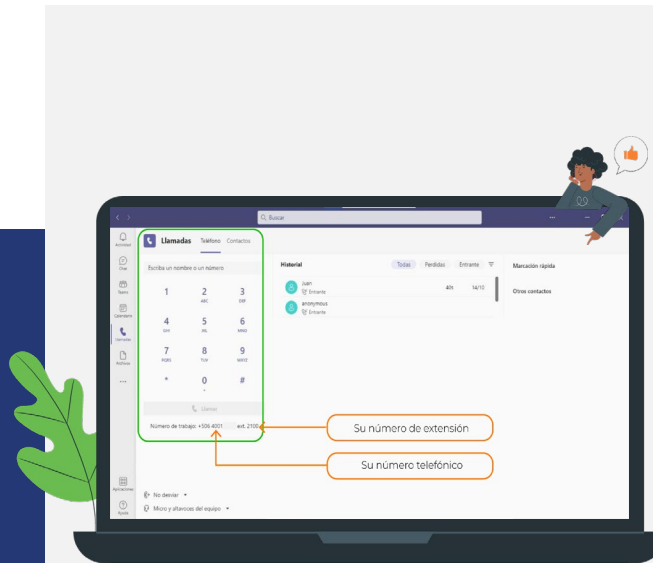 Buscar
Actividad
Chat
Teams
Calendario
Llamadas
Archivos
Aplicaciones
Ayuda
Llamadas Teléfono Contactos
Escriba un nombre o un número
1 2 3
ABC DEF
4 5 6
GHI JKL MNO
7 8 9
PQRS TUV WXYZ
* 0 #
+
Llamar
Número de trabajo: +506 4001 ext. 2100
No desviar
Micro y altavoces del equipo
Historial Todas Perdidas Entrante
Juan
Entrante
40s 14/10
anonymous
Entrante
Marcación rápida
Otros contactos
Su número de extensión
Su número telefónico